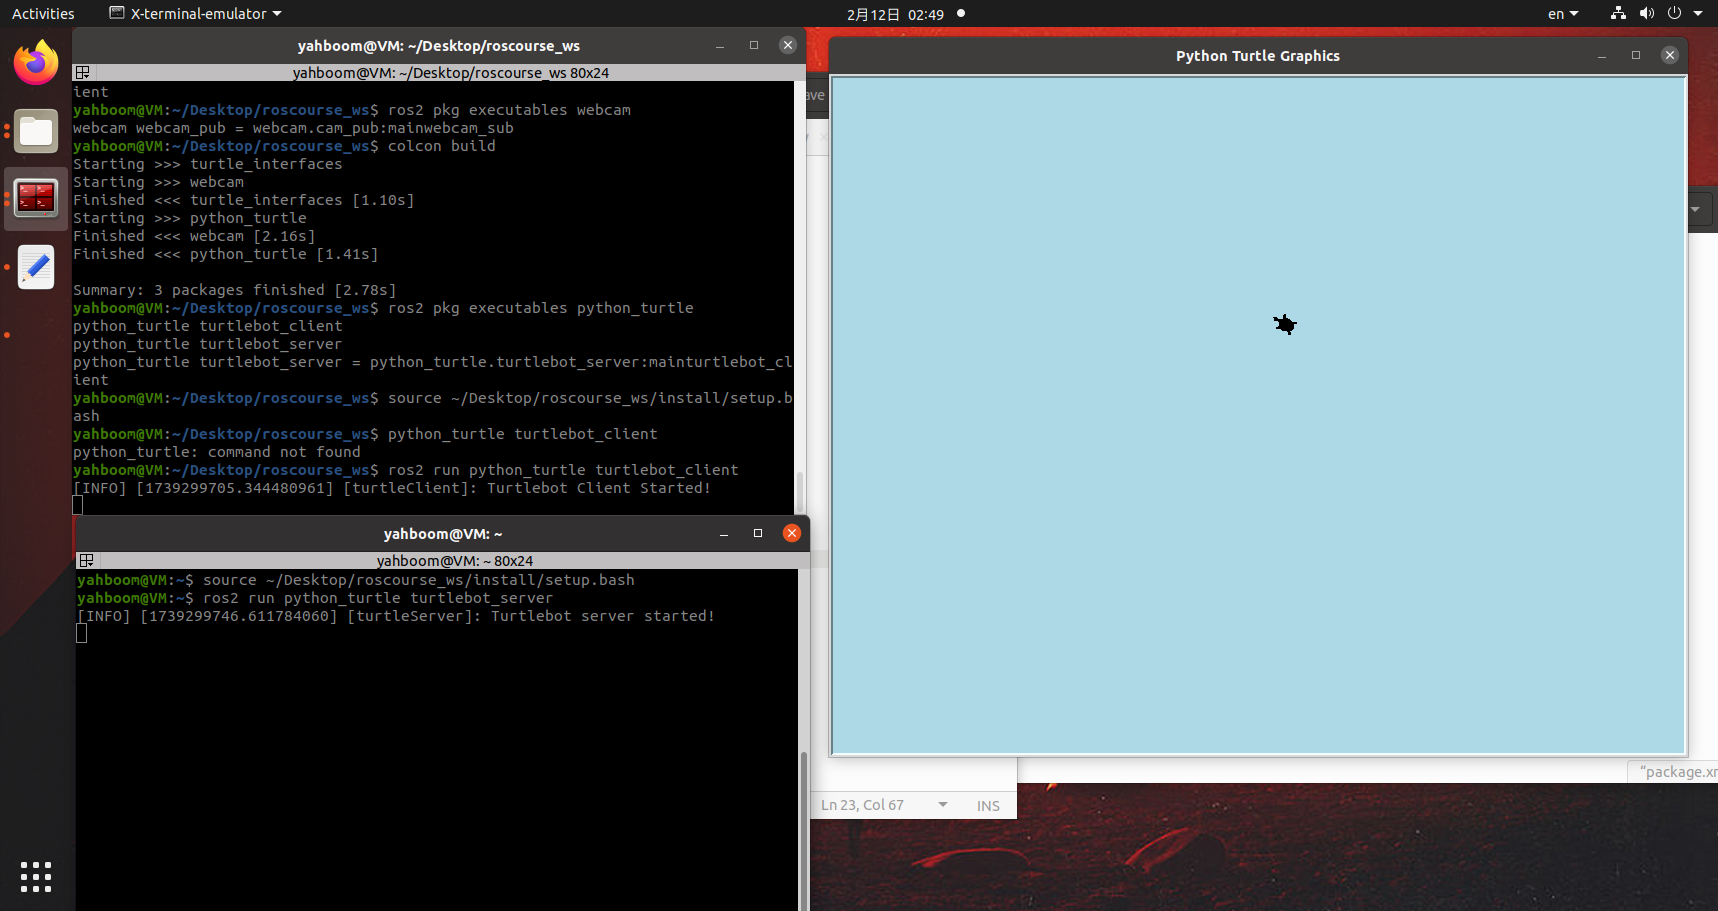 Activities
X-terminal-emulator
2月12日 02:49
en
yahboom@VM: ~/Desktop/roscourse_ws
yahboom@VM: ~/Desktop/roscourse_ws 80x24
ient
yahboom@VM:~/Desktop/roscourse_ws$ ros2 pkg executables webcam
webcam webcam_pub = webcam.cam_pub:mainwebcam_sub
yahboom@VM:~/Desktop/roscourse_ws$ colcon build
Starting >>> turtle_interfaces
Starting >>> webcam
Finished <<< turtle_interfaces [1.10s]
Starting >>> python_turtle
Finished <<< webcam [2.16s]
Finished <<< python_turtle [1.41s]
Summary: 3 packages finished [2.78s]
yahboom@VM:~/Desktop/roscourse_ws$ ros2 pkg executables python_turtle
python_turtle turtlebot_client
python_turtle turtlebot_server
python_turtle turtlebot_server = python_turtle.turtlebot_server:mainturtlebot_cl
ient
yahboom@VM:~/Desktop/roscourse_ws$ source ~/Desktop/roscourse_ws/install/setup.b
ash
yahboom@VM:~/Desktop/roscourse_ws$ python_turtle turtlebot_client
python_turtle: command not found
yahboom@VM:~/Desktop/roscourse_ws$ ros2 run python_turtle turtlebot_client
[INFO] [1739299705.344480961] [turtleClient]: Turtlebot Client Started!
yahboom@VM: ~
yahboom@VM: ~ 80x24
yahboom@VM:~$ source ~/Desktop/roscourse_ws/install/setup.bash
yahboom@VM:~$ ros2 run python_turtle turtlebot_server
[INFO] [1739299746.611784060] [turtleServer]: Turtlebot server started!
Python Turtle Graphics
ave
"package.xm
Ln 23, Col 67
INS